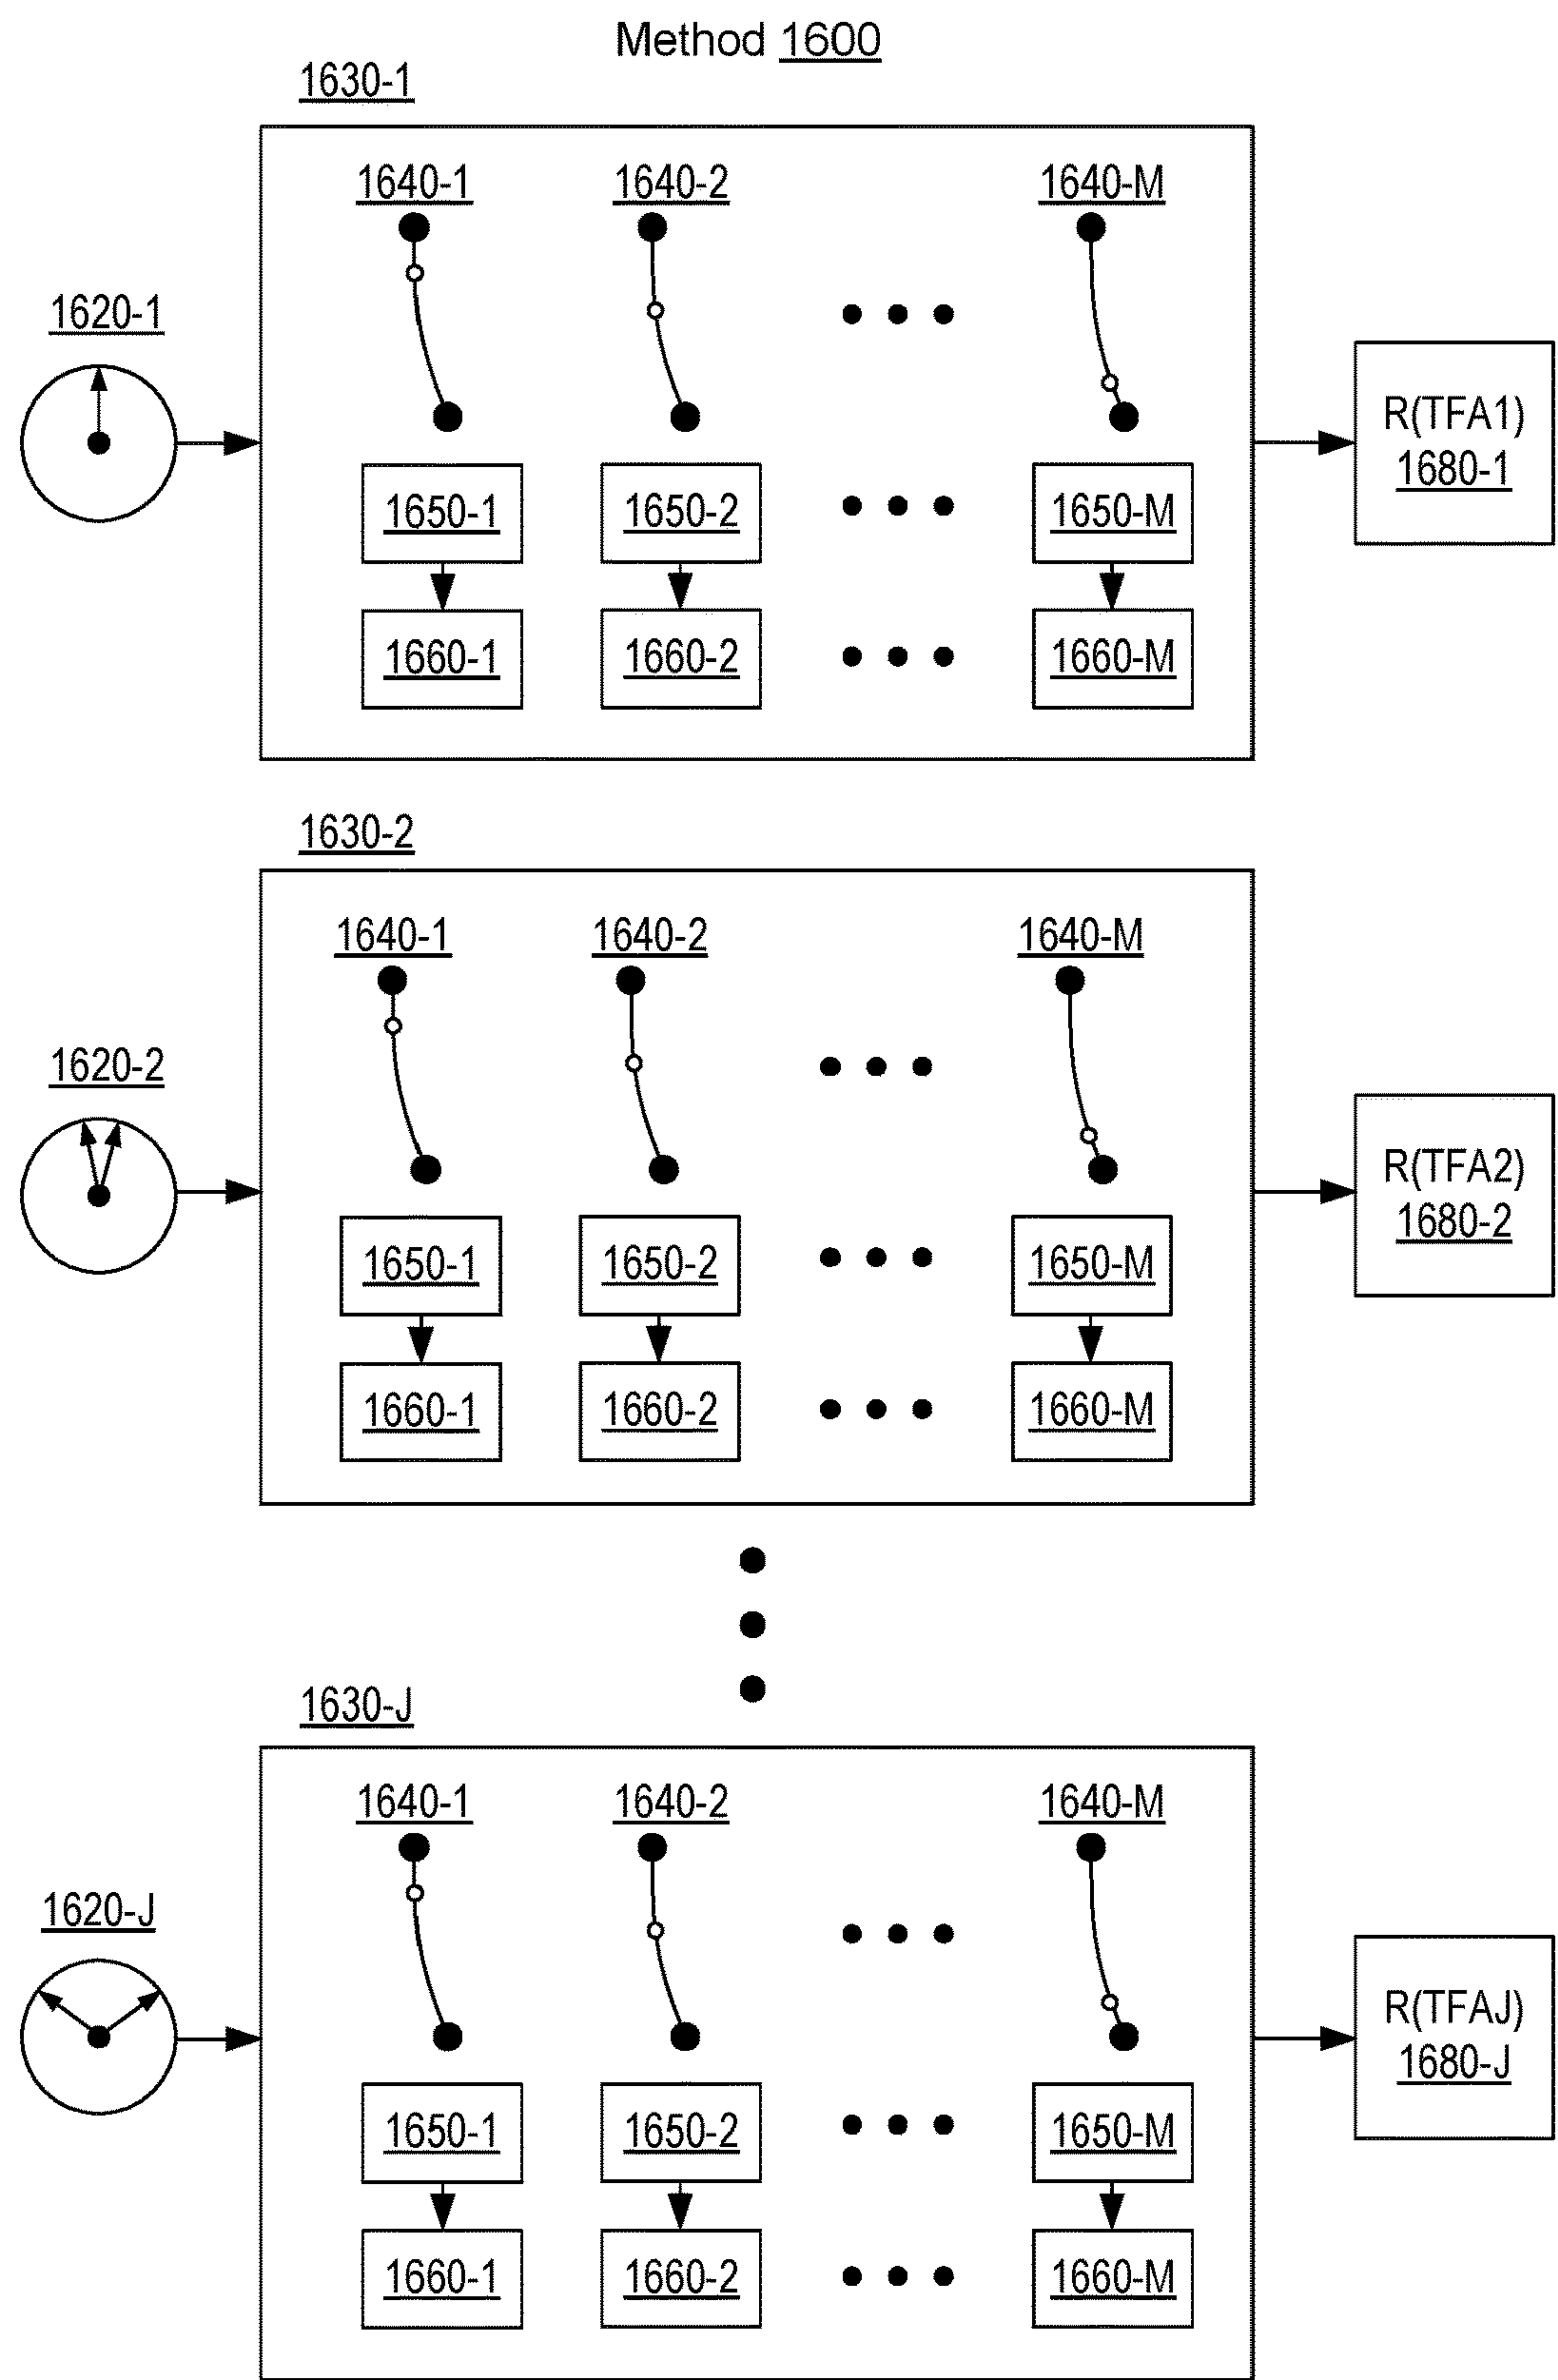 Method 1600
1630-1
1640-1 1640-2 1640-M
1620-1
R(TFA1)
1680-1
1650-1 1650-2 1650-M
1660-1 1660-2 1660-M
1630-2
1640-1 1640-2 1640-M
1620-2
R(TFA2)
1680-2
1650-1 1650-2 1650-M
1660-1 1660-2 1660-M
1630-J
1640-1 1640-2 1640-M
1620-J
R(TFAJ)
1680-J
1650-1 1650-2 1650-M
1660-1 1660-2 1660-M